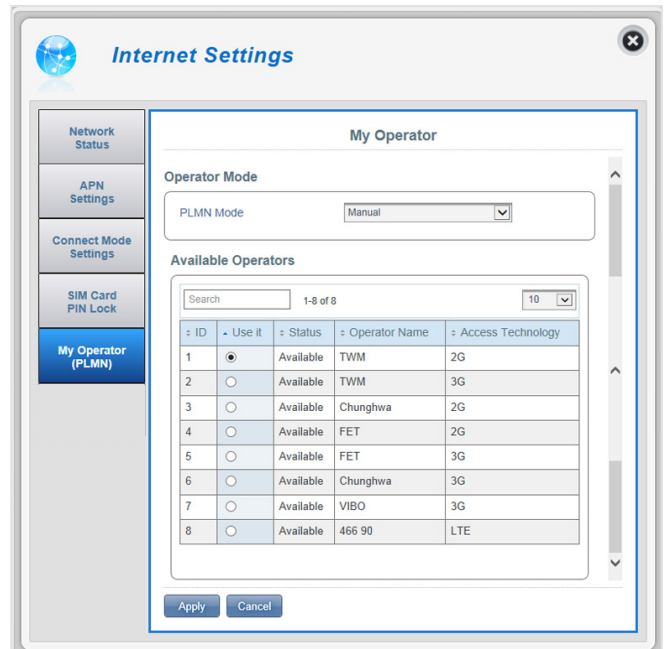 Internet Settings
Network
Status
APN
Settings
Connect Mode
Settings
SIM Card
PIN Lock
My Operator
(PLMN)
My Operator
Operator Mode
PLMN Mode Manual
Available Operators
Search 1-8 of 8 10
ID Use it Status Operator Name Access Technology
1 Available TWM 2G
2 Available TWM 3G
3 Available Chunghwa 2G
4 Available FET 2G
5 Available FET 3G
6 Available Chunghwa 3G
7 Available VIBO 3G
8 Available 466 90 LTE
Apply Cancel